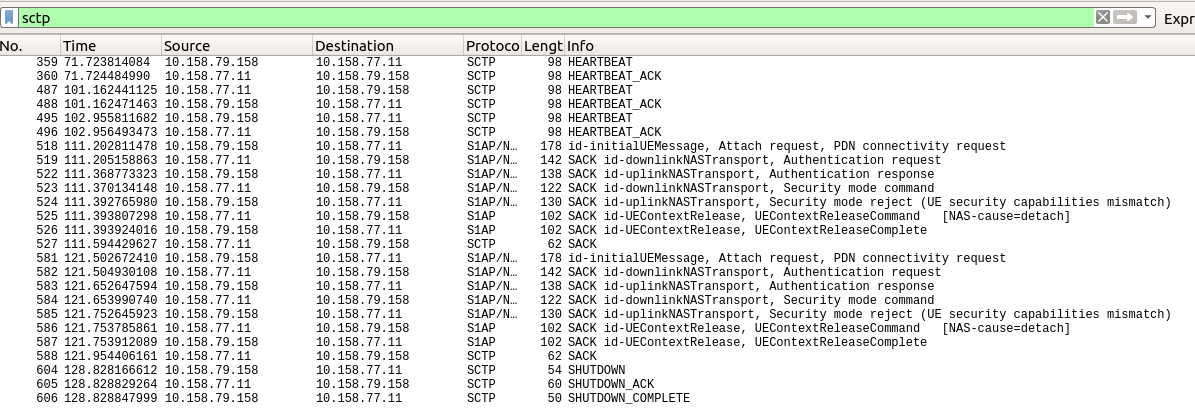 sctp
Expr
No. Time Source Destination Protoco Lengt Info
359 71.723814084 10.158.79.158 10.158.77.11 SCTP 98 HEARTBEAT
360 71.724484990 10.158.77.11 10.158.79.158 SCTP 98 HEARTBEAT_ACK
487 101.162441125 10.158.77.11 10.158.79.158 SCTP 98 HEARTBEAT
488 101.162471463 10.158.79.158 10.158.77.11 SCTP 98 HEARTBEAT_ACK
495 102.955811682 10.158.79.158 10.158.77.11 SCTP 98 HEARTBEAT
496 102.956493473 10.158.77.11 10.158.79.158 SCTP 98 HEARTBEAT_ACK
518 111.202811478 10.158.79.158 10.158.77.11 S1AP/N… 178 id-initialUEMessage, Attach request, PDN connectivity request
519 111.205158863 10.158.77.11 10.158.79.158 S1AP/N… 142 SACK id-downlinkNASTransport, Authentication request
522 111.368773323 10.158.79.158 10.158.77.11 S1AP/N… 138 SACK id-uplinkNASTransport, Authentication response
523 111.370134148 10.158.77.11 10.158.79.158 S1AP/N… 122 SACK id-downlinkNASTransport, Security mode command
524 111.392765980 10.158.79.158 10.158.77.11 S1AP/N… 130 SACK id-uplinkNASTransport, Security mode reject (UE security capabilities mismatch)
525 111.393807298 10.158.77.11 10.158.79.158 S1AP 102 SACK id-UEContextRelease, UEContextReleaseCommand [NAS-cause=detach]
526 111.393924016 10.158.79.158 10.158.77.11 S1AP 102 SACK id-UEContextRelease, UEContextReleaseComplete
527 111.594429627 10.158.77.11 10.158.79.158 SCTP 62 SACK
581 121.502672410 10.158.79.158 10.158.77.11 S1AP/N… 178 id-initialUEMessage, Attach request, PDN connectivity request
582 121.504930108 10.158.77.11 10.158.79.158 S1AP/N… 142 SACK id-downlinkNASTransport, Authentication request
583 121.652647594 10.158.79.158 10.158.77.11 S1AP/N… 138 SACK id-uplinkNASTransport, Authentication response
584 121.653990740 10.158.77.11 10.158.79.158 S1AP/N… 122 SACK id-downlinkNASTransport, Security mode command
585 121.752645923 10.158.79.158 10.158.77.11 S1AP/N… 130 SACK id-uplinkNASTransport, Security mode reject (UE security capabilities mismatch)
586 121.753785861 10.158.77.11 10.158.79.158 S1AP 102 SACK id-UEContextRelease, UEContextReleaseCommand [NAS-cause=detach]
587 121.753912089 10.158.79.158 10.158.77.11 S1AP 102 SACK id-UEContextRelease, UEContextReleaseComplete
588 121.954406161 10.158.77.11 10.158.79.158 SCTP 62 SACK
604 128.828166612 10.158.79.158 10.158.77.11 SCTP 54 SHUTDOWN
605 128.828829264 10.158.77.11 10.158.79.158 SCTP 60 SHUTDOWN_ACK
606 128.828847999 10.158.79.158 10.158.77.11 SCTP 50 SHUTDOWN_COMPLETE